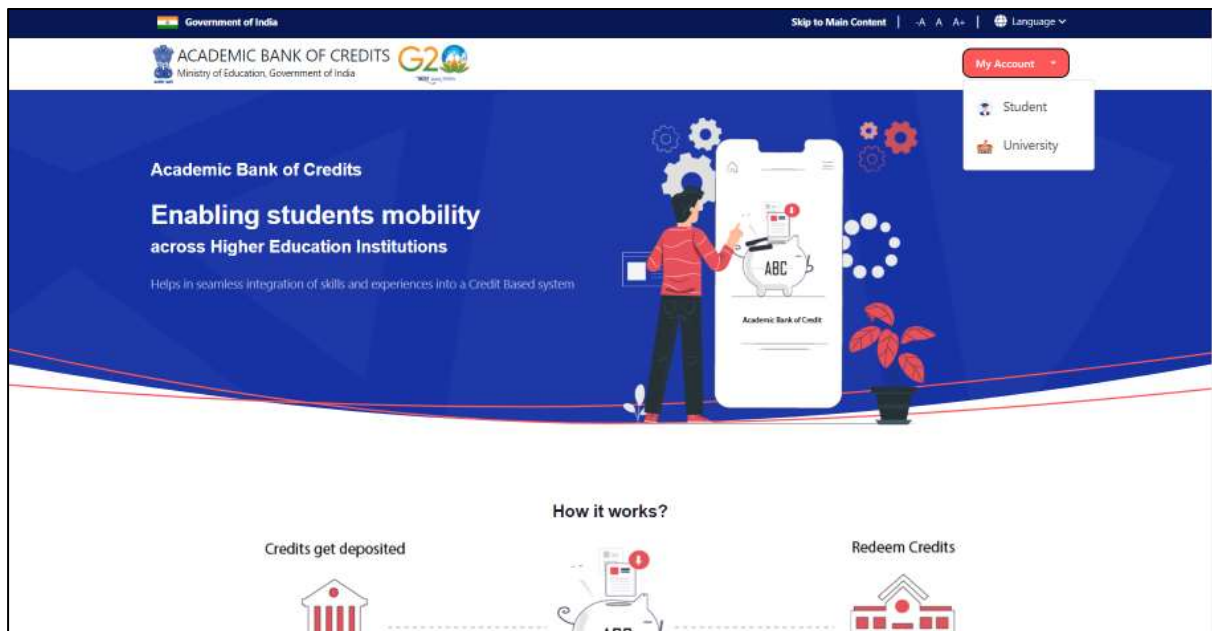 Government of India
Skip to Main Content | -A A A+ | Language
ACADEMIC BANK OF CREDITS
Ministry of Education, Government of India
G20
My Account
Student
University
Academic Bank of Credits
Enabling students mobility
across Higher Education Institutions
Helps in seamless integration of skills and experiences into a Credit Based system
ABC
Academic Bank of Credit
How it works?
Credits get deposited
Redeem Credits
ABC